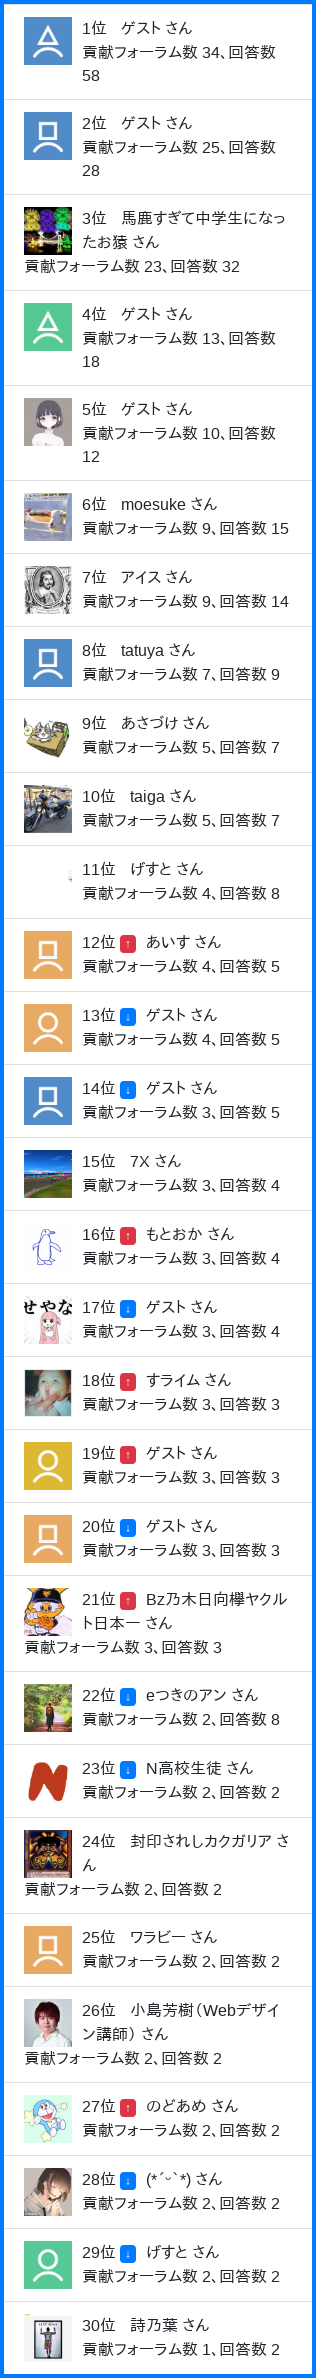 1位 ゲスト さん
貢献フォーラム数 34、回答数
58
2位 ゲスト さん
貢献フォーラム数 25、回答数
28
3位 馬鹿すぎて中学生になっ
たお猿 さん
貢献フォーラム数 23、回答数 32
4位 ゲスト さん
貢献フォーラム数 13、回答数
18
5位 ゲスト さん
貢献フォーラム数 10、回答数
12
6位 moesuke さん
貢献フォーラム数 9、回答数 15
7位 アイス さん
貢献フォーラム数 9、回答数 14
8位 tatuya さん
貢献フォーラム数 7、回答数 9
9位 あさづけ さん
貢献フォーラム数 5、回答数 7
10位 taiga さん
貢献フォーラム数 5、回答数 7
11位 げすと さん
貢献フォーラム数 4、回答数 8
12位 ↑ あいす さん
貢献フォーラム数 4、回答数 5
13位 ↓ ゲスト さん
貢献フォーラム数 4、回答数 5
14位 ↓ ゲスト さん
貢献フォーラム数 3、回答数 5
15位 7X さん
貢献フォーラム数 3、回答数 4
16位 ↑ もとおか さん
貢献フォーラム数 3、回答数 4
せやな
17位 ↓ ゲスト さん
貢献フォーラム数 3、回答数 4
18位 ↑ すライム さん
貢献フォーラム数 3、回答数 3
19位 ↑ ゲスト さん
貢献フォーラム数 3、回答数 3
20位 ↓ ゲスト さん
貢献フォーラム数 3、回答数 3
21位 ↑ Bz乃木日向欅ヤクル
ト日本一 さん
貢献フォーラム数 3、回答数 3
22位 ↓ eつきのアン さん
貢献フォーラム数 2、回答数 8
23位 ↓ N高校生徒 さん
貢献フォーラム数 2、回答数 2
24位 封印されしカクガリア さ
ん
貢献フォーラム数 2、回答数 2
25位 ワラビー さん
貢献フォーラム数 2、回答数 2
26位 小島芳樹（Webデザイ
ン講師） さん
貢献フォーラム数 2、回答数 2
27位 ↑ のどあめ さん
貢献フォーラム数 2、回答数 2
28位 ↓ (*ˊᵕˋ*) さん
貢献フォーラム数 2、回答数 2
29位 ↓ げすと さん
貢献フォーラム数 2、回答数 2
30位 詩乃葉 さん
貢献フォーラム数 1、回答数 2